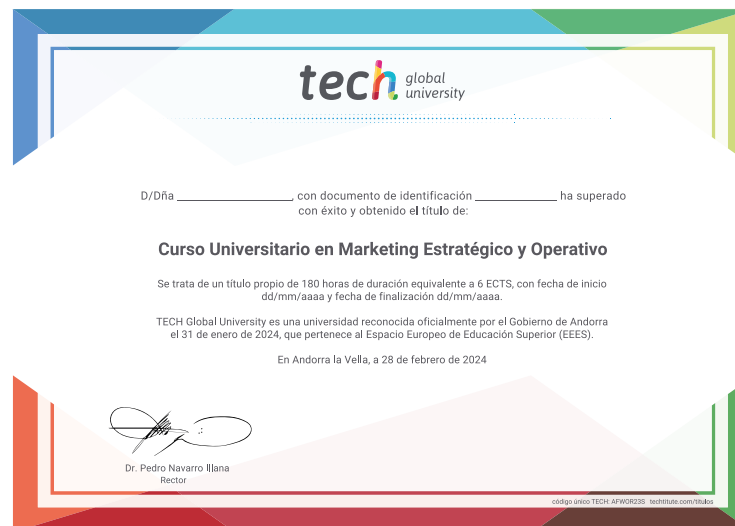 tech global university
D/Dña ____________________, con documento de identificación ______________ ha superado
con éxito y obtenido el título de:
Curso Universitario en Marketing Estratégico y Operativo
Se trata de un título propio de 180 horas de duración equivalente a 6 ECTS, con fecha de inicio
dd/mm/aaaa y fecha de finalización dd/mm/aaaa.
TECH Global University es una universidad reconocida oficialmente por el Gobierno de Andorra
el 31 de enero de 2024, que pertenece al Espacio Europeo de Educación Superior (EEES).
En Andorra la Vella, a 28 de febrero de 2024
Dr. Pedro Navarro Illana
Rector
código único TECH: AFWOR23S techtitute.com/titulos